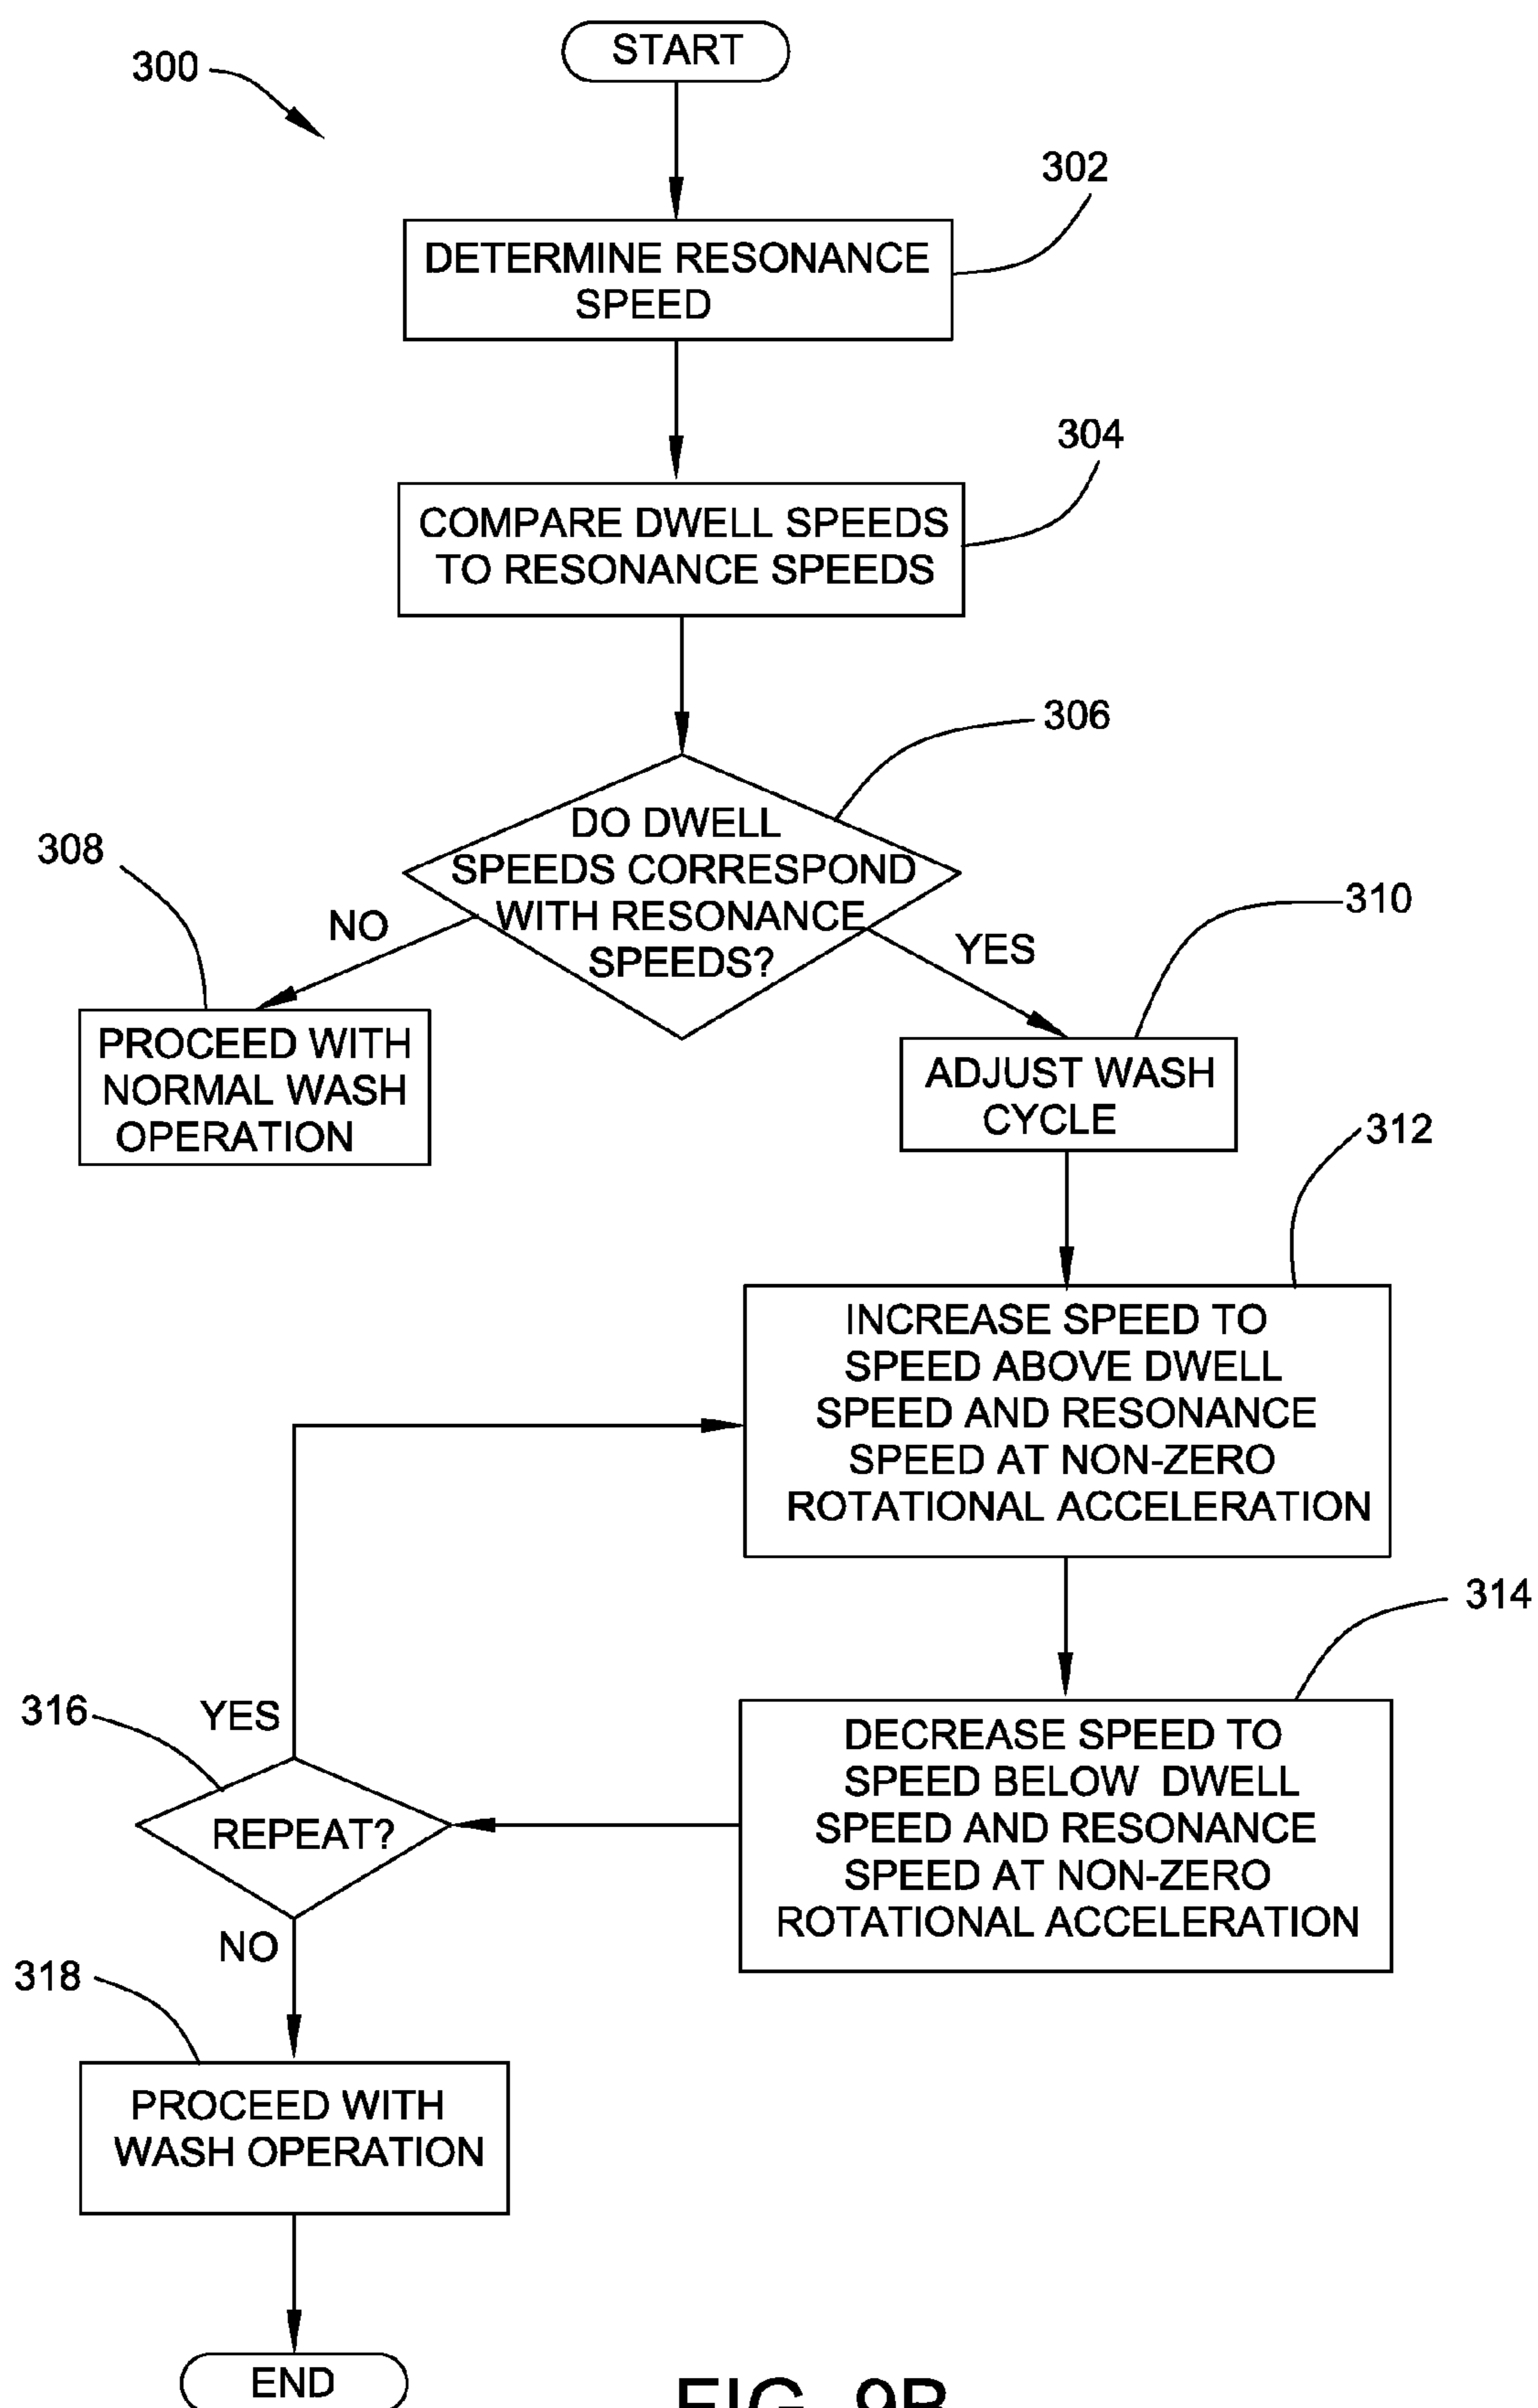 START
300
302
DETERMINE RESONANCE
SPEED
304
COMPARE DWELL SPEEDS
TO RESONANCE SPEEDS
306
DO DWELL
SPEEDS CORRESPOND
WITH RESONANCE
SPEEDS?
308
NO
YES
310
PROCEED WITH
NORMAL WASH
OPERATION
ADJUST WASH
CYCLE
312
INCREASE SPEED TO
SPEED ABOVE DWELL
SPEED AND RESONANCE
SPEED AT NON-ZERO
ROTATIONAL ACCELERATION
314
DECREASE SPEED TO
SPEED BELOW DWELL
SPEED AND RESONANCE
SPEED AT NON-ZERO
ROTATIONAL ACCELERATION
316
YES
REPEAT?
NO
318
PROCEED WITH
WASH OPERATION
END
FIG. 9B